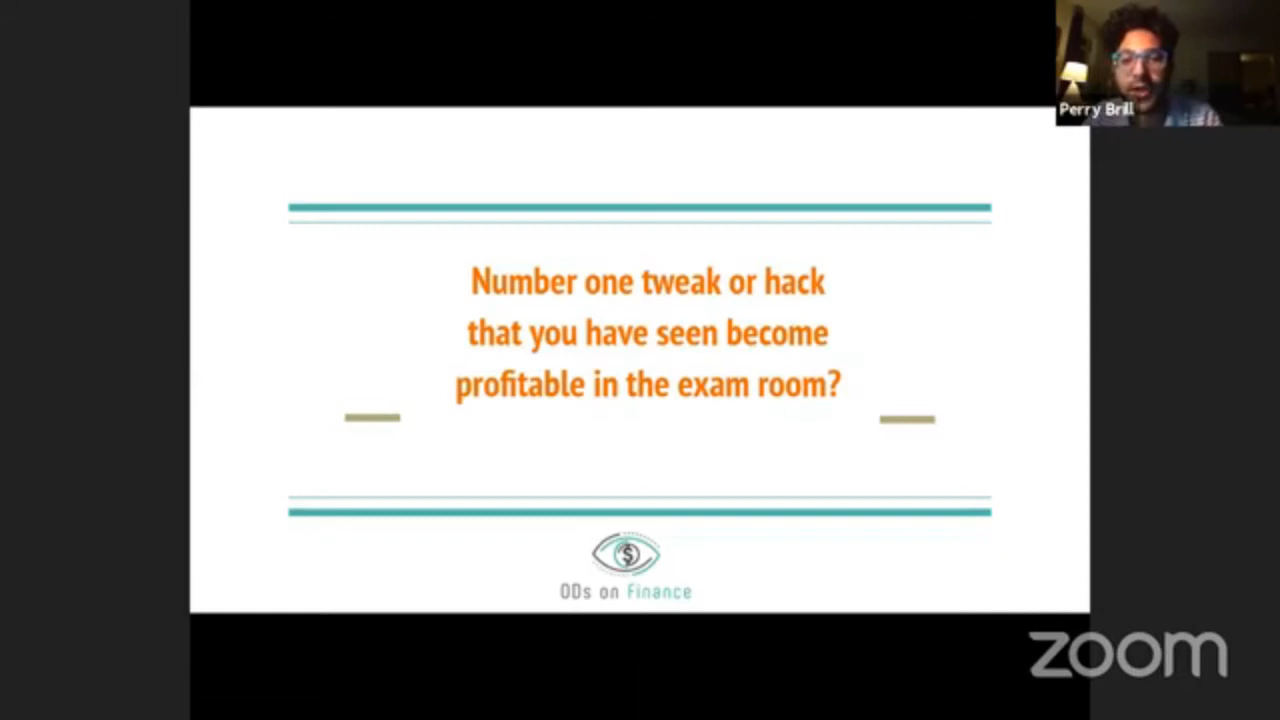 Perry Brill
Number one tweak or hack
that you have seen become
profitable in the exam room?
$
ODs on Finance
zoom